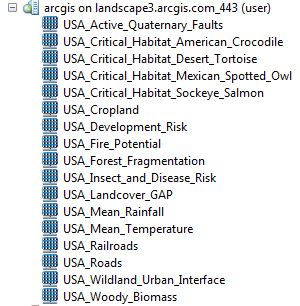 arcgis on landscape3.arcgis.com_443 (user)
USA_Active_Quaternary_Faults
USA_Critical_Habitat_American_Crocodile
USA_Critical_Habitat_Desert_Tortoise
USA_Critical_Habitat_Mexican_Spotted_Owl
USA_Critical_Habitat_Sockeye_Salmon
USA_Cropland
USA_Development_Risk
USA_Fire_Potential
USA_Forest_Fragmentation
USA_Insect_and_Disease_Risk
USA_Landcover_GAP
USA_Mean_Rainfall
USA_Mean_Temperature
USA_Railroads
USA_Roads
USA_Wildland_Urban_Interface
USA_Woody_Biomass